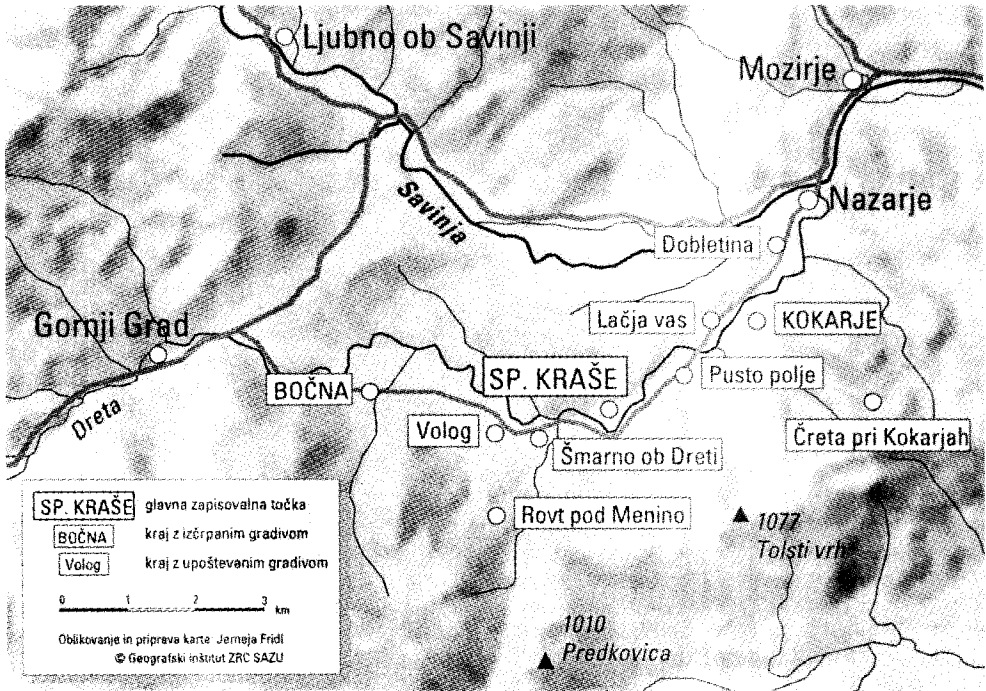 Ljubno ob Savinji
Mozirje
Savinja
Nazarje
Dobletina
Gornji Grad
Lačja vas
KOKARJE
SP. KRAŠE
Pusto polje
BOČNA
Dreta
Volog
Šmarno ob Dreti
Čreta pri Kokarjah
Rovt pod Menino
1077
Tolsti vrh
1010
Predkovica
SP. KRAŠE glavna zapisovalna točka
BOČNA kraj z izčrpanim gradivom
Volog kraj z upoštevanim gradivom
0 1 2 3
km
Oblikovanje in priprava karte: Jerneja Fridl
© Geografski inštitut ZRC SAZU